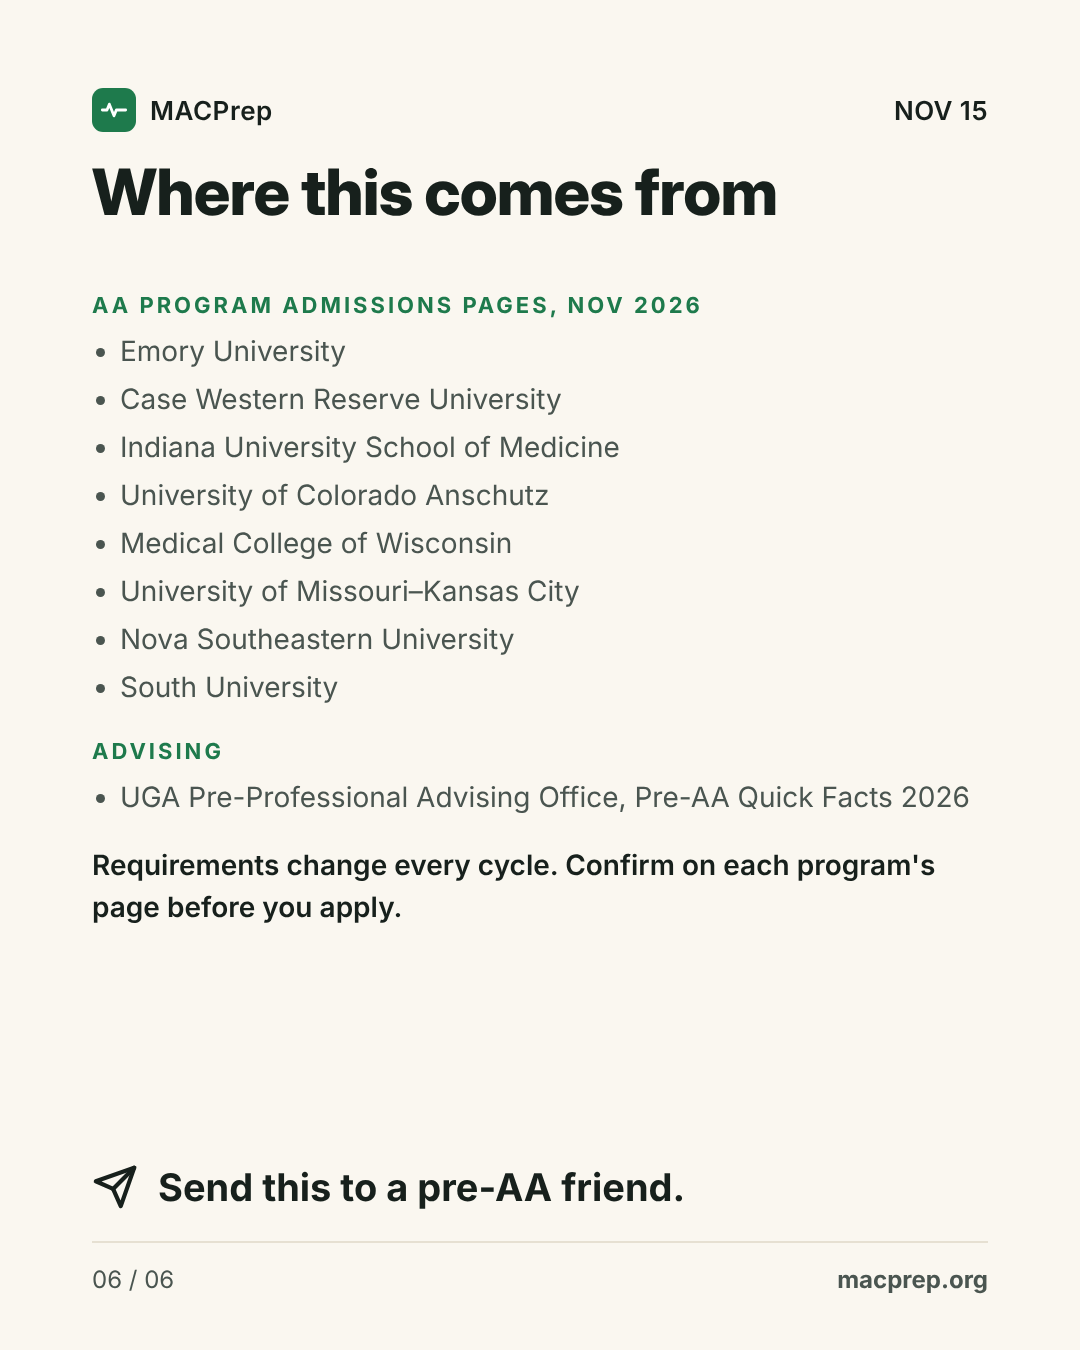 MACPrep
NOV 15
Where this comes from
AA PROGRAM ADMISSIONS PAGES, NOV 2026
• Emory University
• Case Western Reserve University
• Indiana University School of Medicine
• University of Colorado Anschutz
• Medical College of Wisconsin
• University of Missouri–Kansas City
• Nova Southeastern University
• South University
ADVISING
• UGA Pre-Professional Advising Office, Pre-AA Quick Facts 2026
Requirements change every cycle. Confirm on each program's
page before you apply.
Send this to a pre-AA friend.
06 / 06
macprep.org